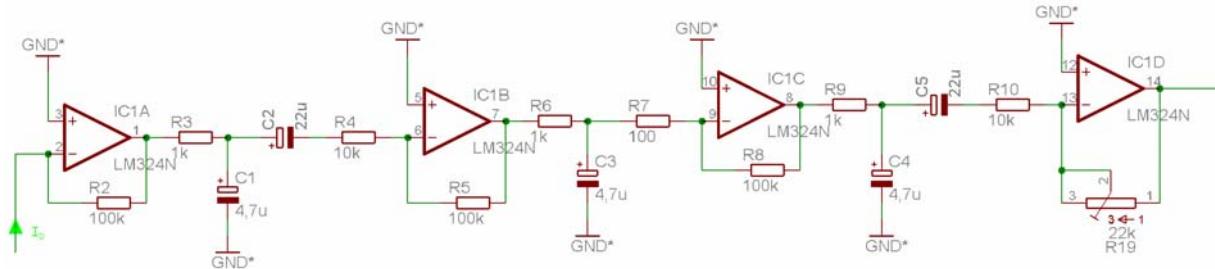 GND*
3
+
2
−
1
IC1A
LM324N
R2
100k
I₀
R3
1k
C1
+
4,7u
GND*
C2
22u
+
R4
10k
GND*
5
+
6
−
7
IC1B
LM324N
R5
100k
R6
1k
C3
+
4,7u
GND*
R7
100
GND*
10
+
9
−
8
IC1C
LM324N
R8
100k
R9
1k
C4
+
4,7u
GND*
C5
22u
+
R10
10k
GND*
12
+
13
−
14
IC1D
LM324N
3
2
1
3 1
22k
R19